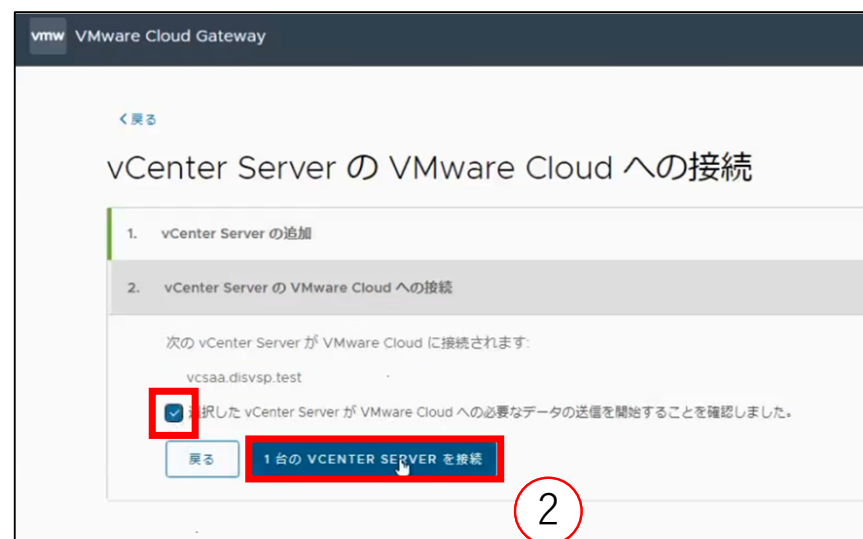 vmw VMware Cloud Gateway
戻る
vCenter Server の VMware Cloud への接続
1. vCenter Server の追加
2. vCenter Server の VMware Cloud への接続
次の vCenter Server が VMware Cloud に接続されます:
vcsaa.disvsp.test
選択した vCenter Server が VMware Cloud への必要なデータの送信を開始することを確認しました。
戻る 1 台の VCENTER SERVER を接続
2